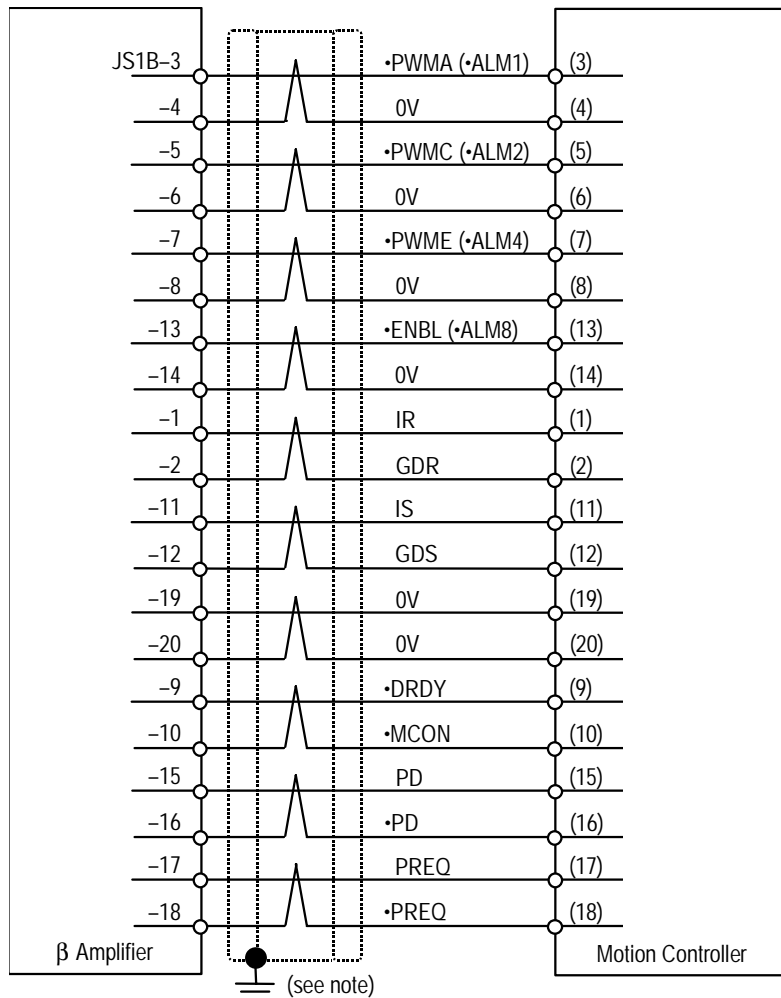 JS1B–3 •PWMA (•ALM1) (3)
–4 0V (4)
–5 •PWMC (•ALM2) (5)
–6 0V (6)
–7 •PWME (•ALM4) (7)
–8 0V (8)
–13 •ENBL (•ALM8) (13)
–14 0V (14)
–1 IR (1)
–2 GDR (2)
–11 IS (11)
–12 GDS (12)
–19 0V (19)
–20 0V (20)
–9 •DRDY (9)
–10 •MCON (10)
–15 PD (15)
–16 •PD (16)
–17 PREQ (17)
–18 •PREQ (18)
β Amplifier Motion Controller
(see note)